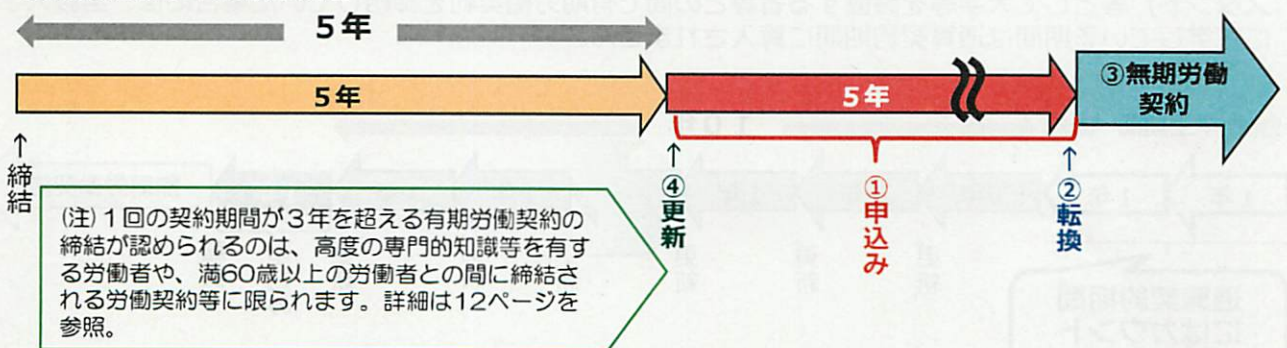 5年
5年
5年
③無期労働
契約
↑
締結
↑
④更新
①申込み
↑
②転換
(注)1回の契約期間が3年を超える有期労働契約の
締結が認められるのは、高度の専門的知識等を有す
る労働者や、満60歳以上の労働者との間に締結さ
れる労働契約等に限られます。詳細は12ページを
参照。